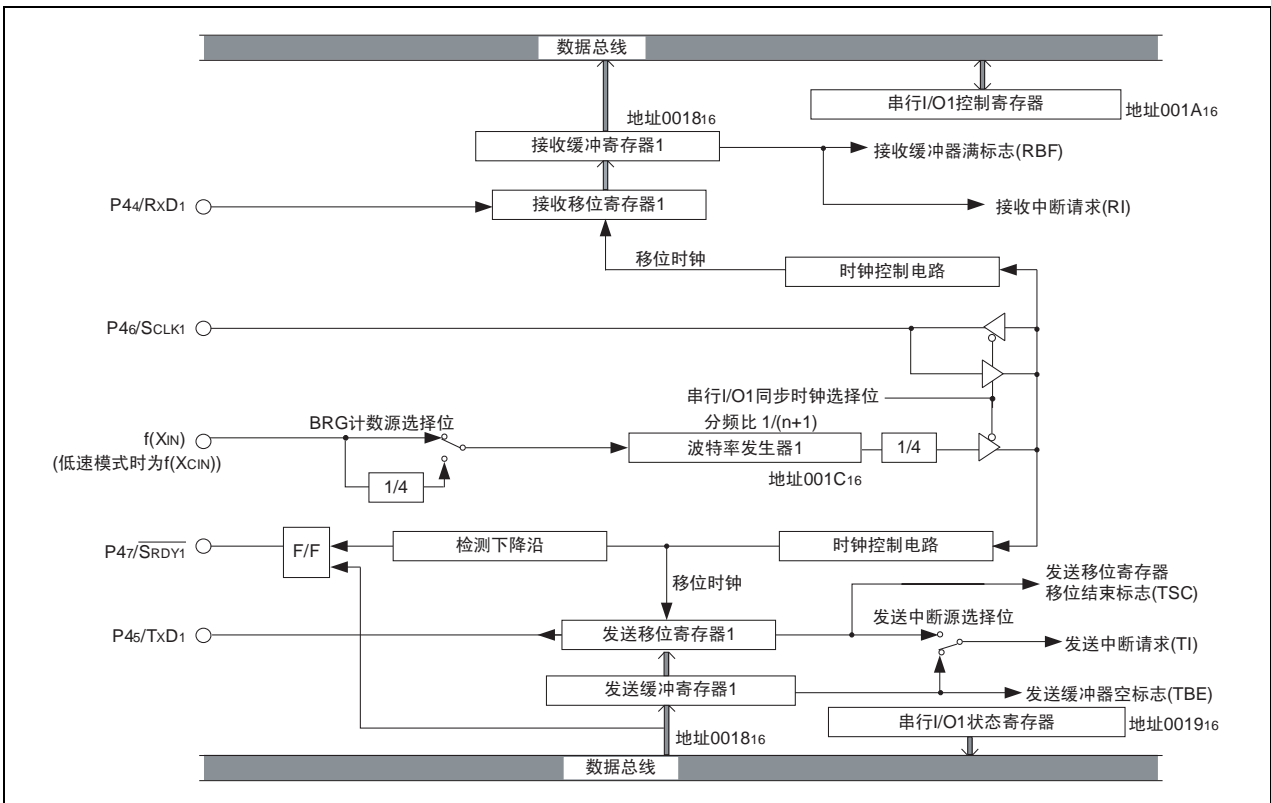 数据总线
串行I/O1控制寄存器
地址001A16
地址001816
接收缓冲寄存器1
接收缓冲器满标志(RBF)
P44/RXD1
接收移位寄存器1
接收中断请求(RI)
移位时钟
时钟控制电路
P46/SCLK1
串行I/O1同步时钟选择位
BRG计数源选择位
分频比 1/(n+1)
f(XIN)
(低速模式时为f(XCIN))
波特率发生器1
1/4
1/4
地址001C16
P47/SRDY1
F/F
检测下降沿
时钟控制电路
移位时钟
发送移位寄存器
移位结束标志(TSC)
P45/TXD1
发送移位寄存器1
发送中断源选择位
发送中断请求(TI)
发送缓冲寄存器1
发送缓冲器空标志(TBE)
串行I/O1状态寄存器
地址001916
地址001816
数据总线